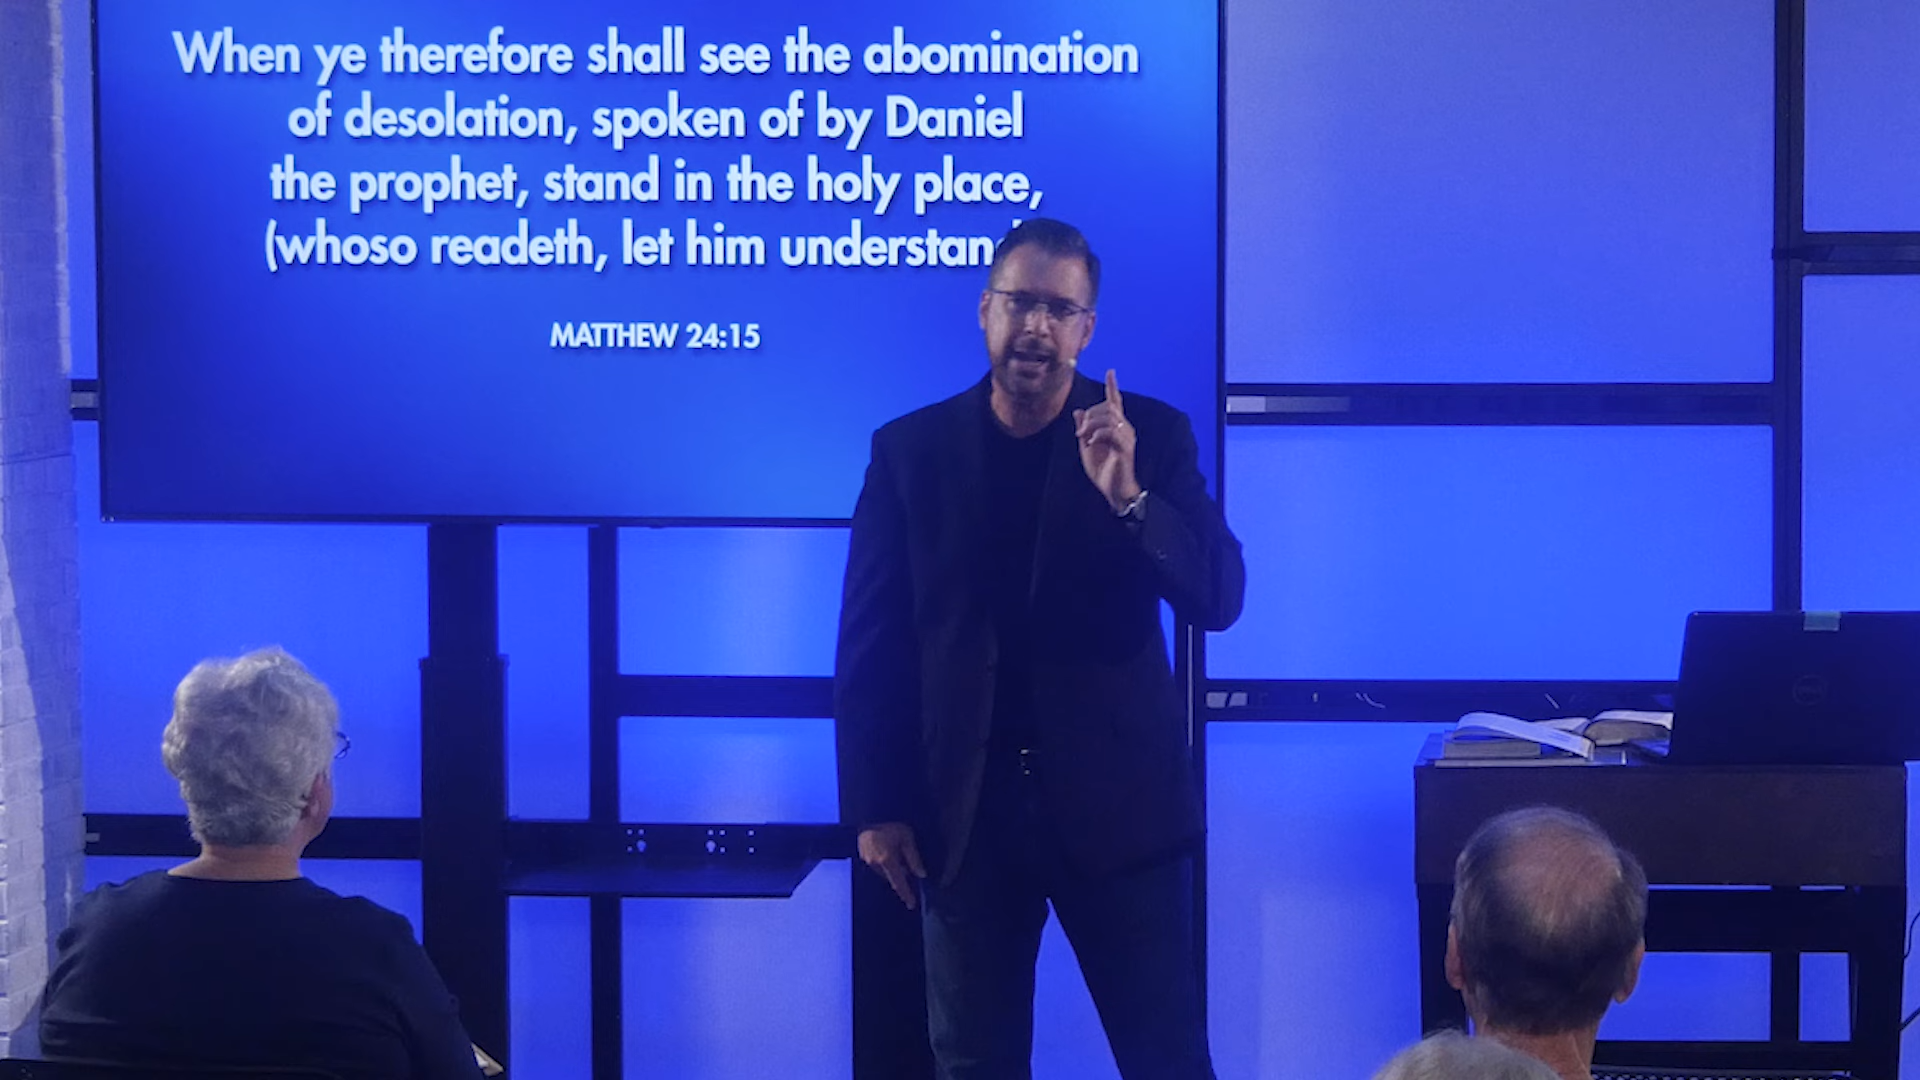 When ye therefore shall see the abomination
of desolation, spoken of by Daniel
the prophet, stand in the holy place,
(whoso readeth, let him understan
MATTHEW 24:15